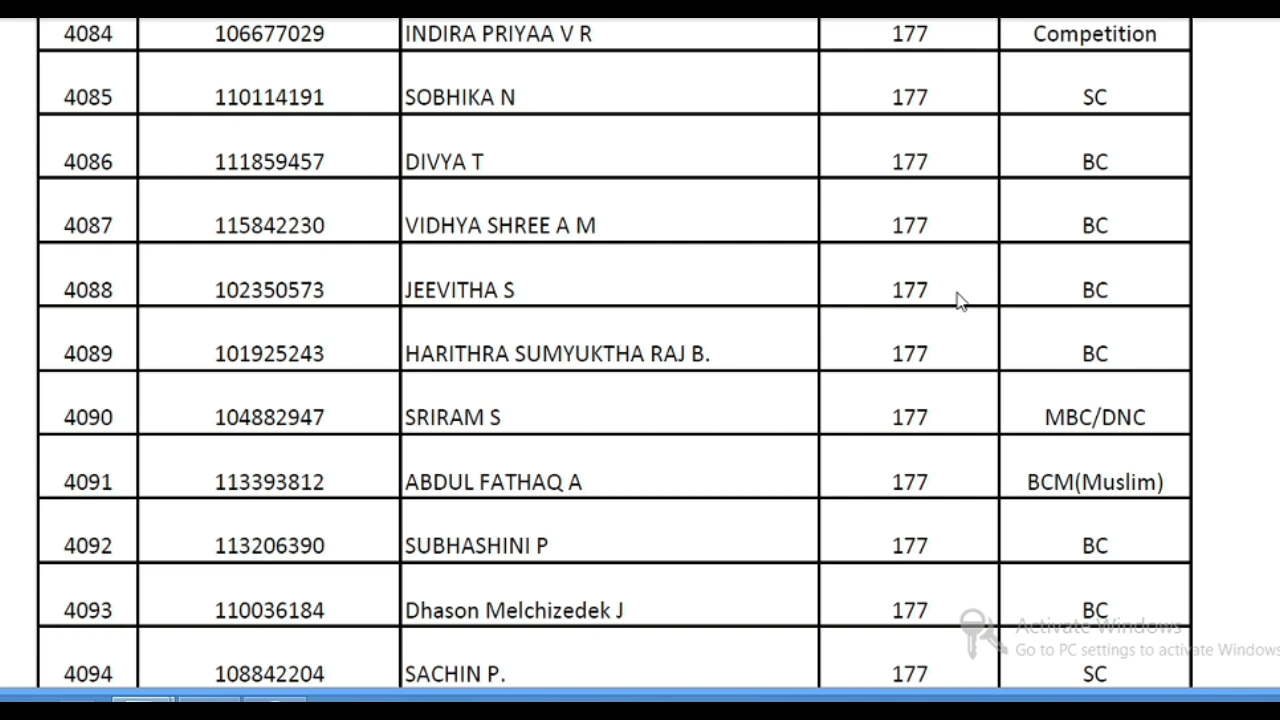 4084 106677029 INDIRA PRIYAA V R 177 Competition
4085 110114191 SOBHIKA N 177 SC
4086 111859457 DIVYA T 177 BC
4087 115842230 VIDHYA SHREE A M 177 BC
4088 102350573 JEEVITHA S 177 BC
4089 101925243 HARITHRA SUMYUKTHA RAJ B. 177 BC
4090 104882947 SRIRAM S 177 MBC/DNC
4091 113393812 ABDUL FATHAQ A 177 BCM(Muslim)
4092 113206390 SUBHASHINI P 177 BC
4093 110036184 Dhason Melchizedek J 177 BC
Activate Windows
Go to PC settings to activate Windows
4094 108842204 SACHIN P. 177 SC